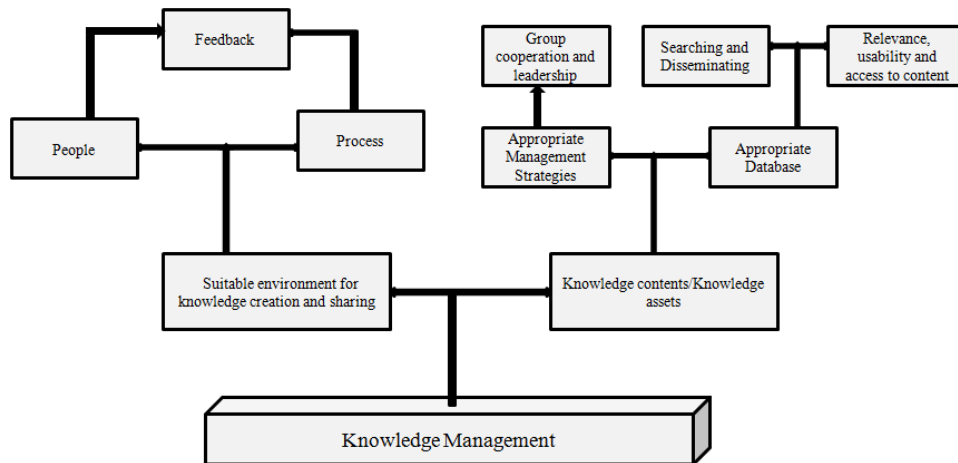 Feedback
Group
cooperation and
leadership
Searching and
Disseminating
Relevance,
usability and
access to content
People
Process
Appropriate
Management
Strategies
Appropriate
Database
Suitable environment for
knowledge creation and sharing
Knowledge contents/Knowledge
assets
Knowledge Management